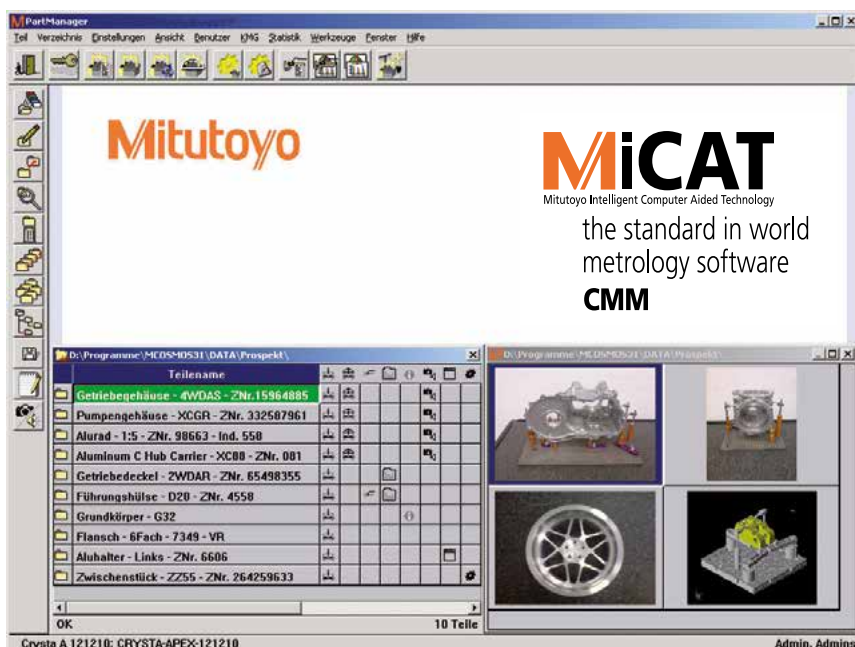 PartManager
Teil Verzeichnis Einstellungen Ansicht Benutzer KMG Statistik Werkzeuge Fenster Hilfe
Mitutoyo
MiCAT
Mitutoyo Intelligent Computer Aided Technology
the standard in world
metrology software
CMM
D:\Programme\MCOSMOS31\DATA\Prospekt\
Teilename
Getriebegehäuse - 4WDAS - ZNr.15964885
Pumpengehäuse - XCGR - ZNr. 332587961
Alurad - 1:5 - ZNr. 98663 - Ind. 558
Aluminum C Hub Carrier - XC88 - ZNr. 081
Getriebedeckel - 2WDAR - ZNr. 65498355
Führungshülse - D20 - ZNr. 4558
Grundkörper - G32
Flansch - 6Fach - 7349 - VR
Aluhalter - Links - ZNr. 6606
Zwischenstück - ZZ55 - ZNr. 264259633
OK 10 Teile
D:\Programme\MCOSMOS31\DATA\Prospekt\
Crysta A 121210: CRYSTA-APEX-121210 Admin, Admins